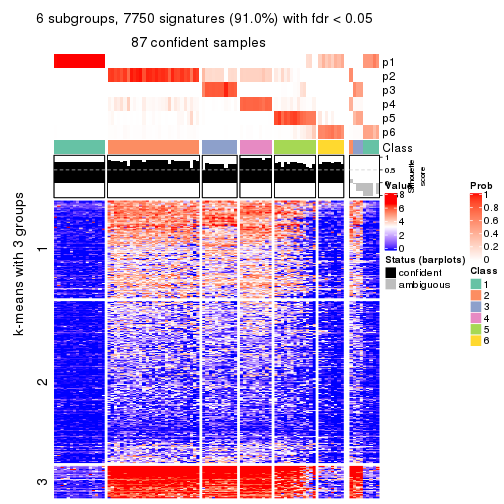 6 subgroups, 7750 signatures (91.0%) with fdr < 0.05
87 confident samples
p1
p2
p3
p4
p5
p6
Class
1
0.5
0
Silhouette
score
k-means with 3 groups
1
2
3
Value
8
6
4
2
0
Status (barplots)
confident
ambiguous
Prob
1
0.8
0.6
0.4
0.2
0
Class
1
2
3
4
5
6